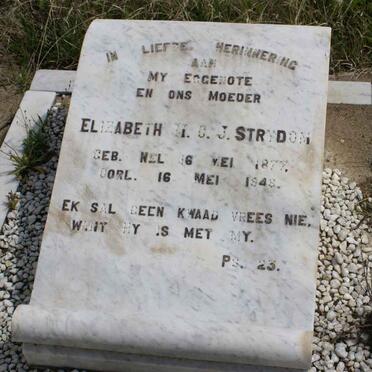 IN LIEFDE HERINNERING
AAN
MY EGGENOTE
EN ONS MOEDER
ELIZABETH J. STRYDOM
GEB. NEL 16 MEI 1877.
OORL. 16 MEI
EK SAL GEEN KWAAD VREES NIE,
WANT HY IS MET MY.
PS. 23.